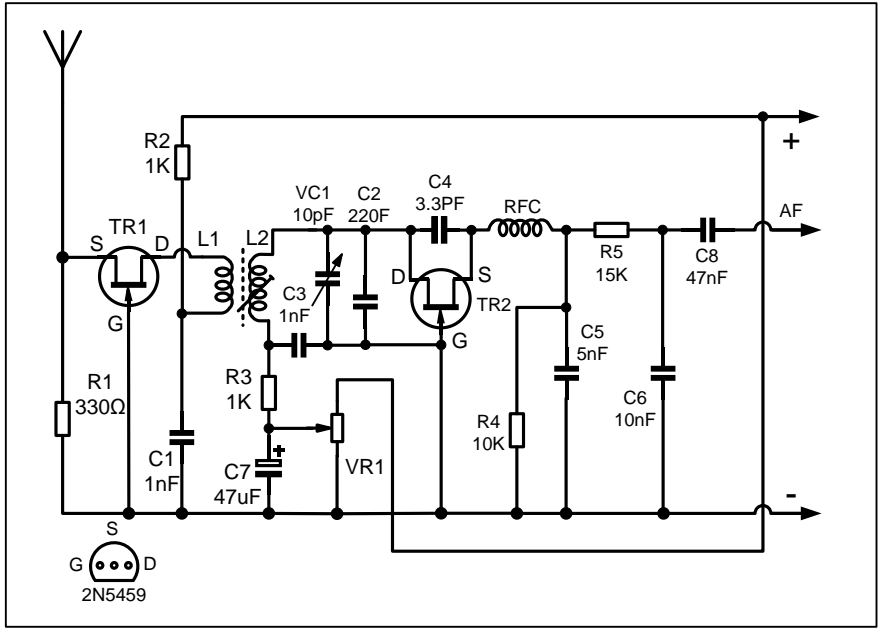 R2
1K
+
VC1
10pF
C2
220F
C4
3.3PF
RFC
AF
TR1
S
D
L1
L2
R5
15K
C8
47nF
C3
1nF
D
S
TR2
G
G
C5
5nF
R1
330Ω
R3
1K
C6
10nF
R4
10K
C1
1nF
+
C7
47uF
VR1
-
S
G
D
2N5459